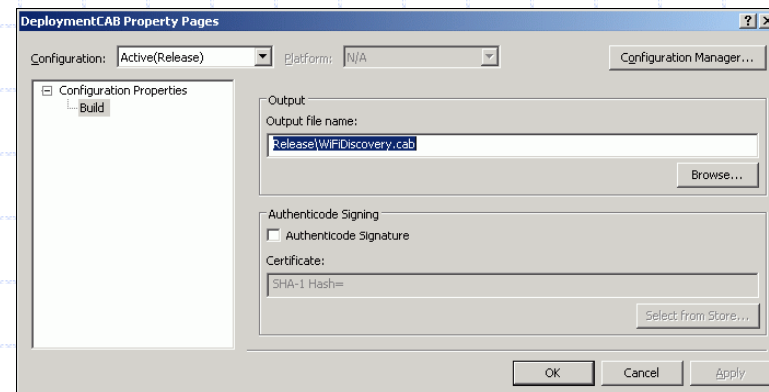 DeploymentCAB Property Pages
Configuration: Active(Release) Platform: N/A Configuration Manager...
Configuration Properties
Build
Output
Output file name:
Release\WiFiDiscovery.cab
Browse...
Authenticode Signing
Authenticode Signature
Certificate:
SHA-1 Hash=
Select from Store...
OK Cancel Apply